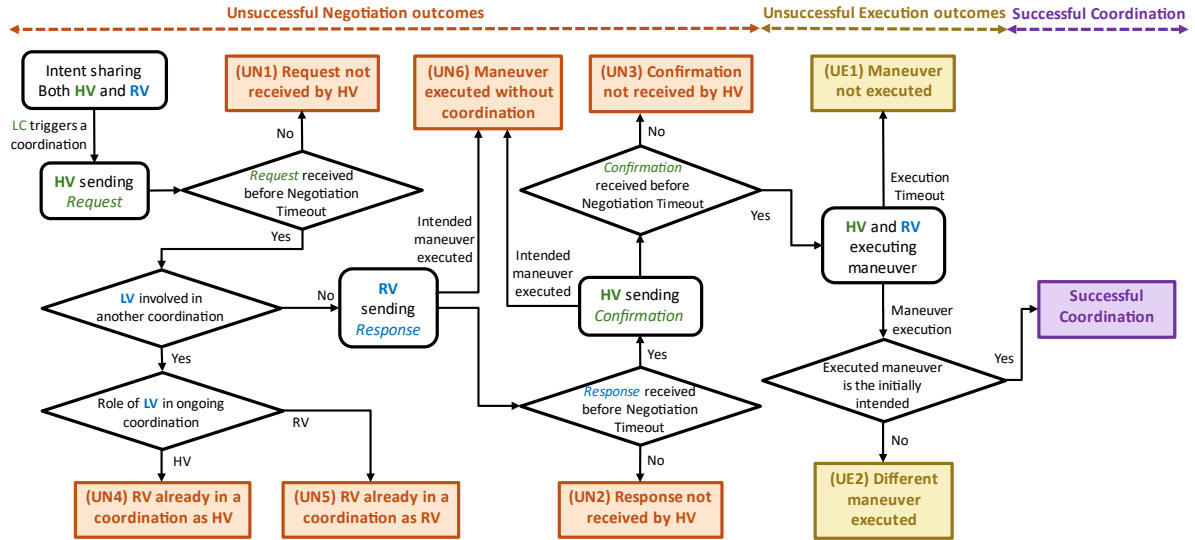 Unsuccessful Negotiation outcomes
Unsuccessful Execution outcomes
Successful Coordination
Intent sharing
Both HV and RV
(UN1) Request not
received by HV
(UN6) Maneuver
executed without
coordination
(UN3) Confirmation
not received by HV
(UE1) Maneuver
not executed
LC triggers a
coordination
No
No
HV sending
Request
Request received
before Negotiation
Timeout
Confirmation
received before
Negotiation Timeout
Execution
Timeout
Yes
Yes
Intended
maneuver
executed
Intended
maneuver
executed
HV and RV
executing
maneuver
LV involved in
another coordination
No
RV
sending
Response
HV sending
Confirmation
Maneuver
execution
Successful
Coordination
Yes
Yes
Yes
Executed maneuver
is the initially
intended
Role of LV in ongoing
coordination
RV
Response received
before Negotiation
Timeout
HV
No
No
(UN4) RV already in a
coordination as HV
(UN5) RV already in a
coordination as RV
(UN2) Response not
received by HV
(UE2) Different
maneuver
executed